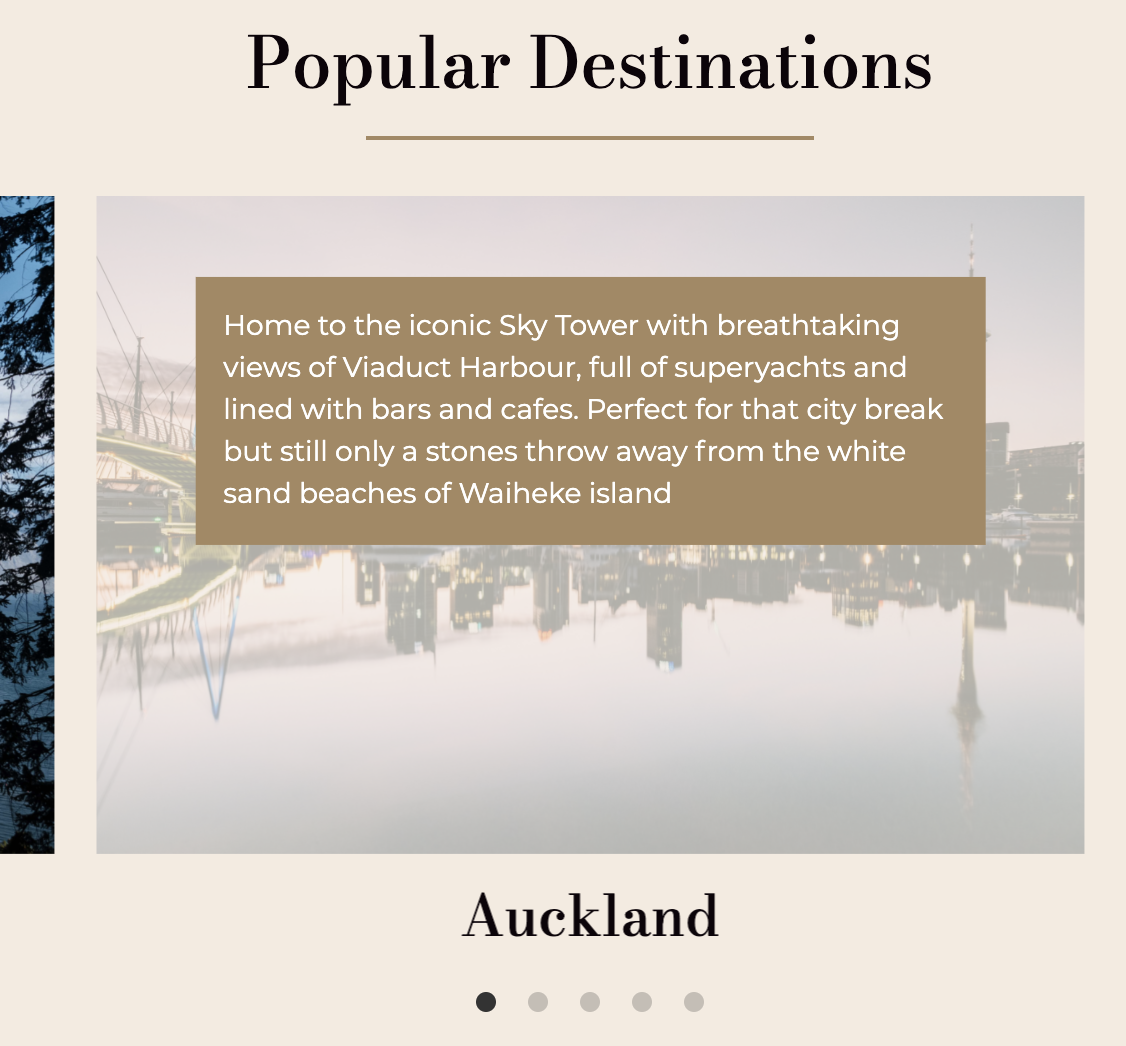 Popular Destinations
Home to the iconic Sky Tower with breathtaking
views of Viaduct Harbour, full of superyachts and
lined with bars and cafes. Perfect for that city break
but still only a stones throw away from the white
sand beaches of Waiheke island
Auckland